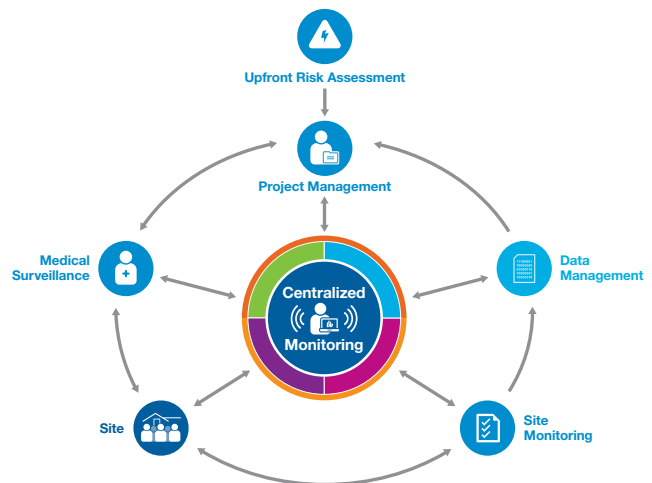 Upfront Risk Assessment
Project Management
Medical
Surveillance
Data
Management
Centralized
Monitoring
Site
Site
Monitoring